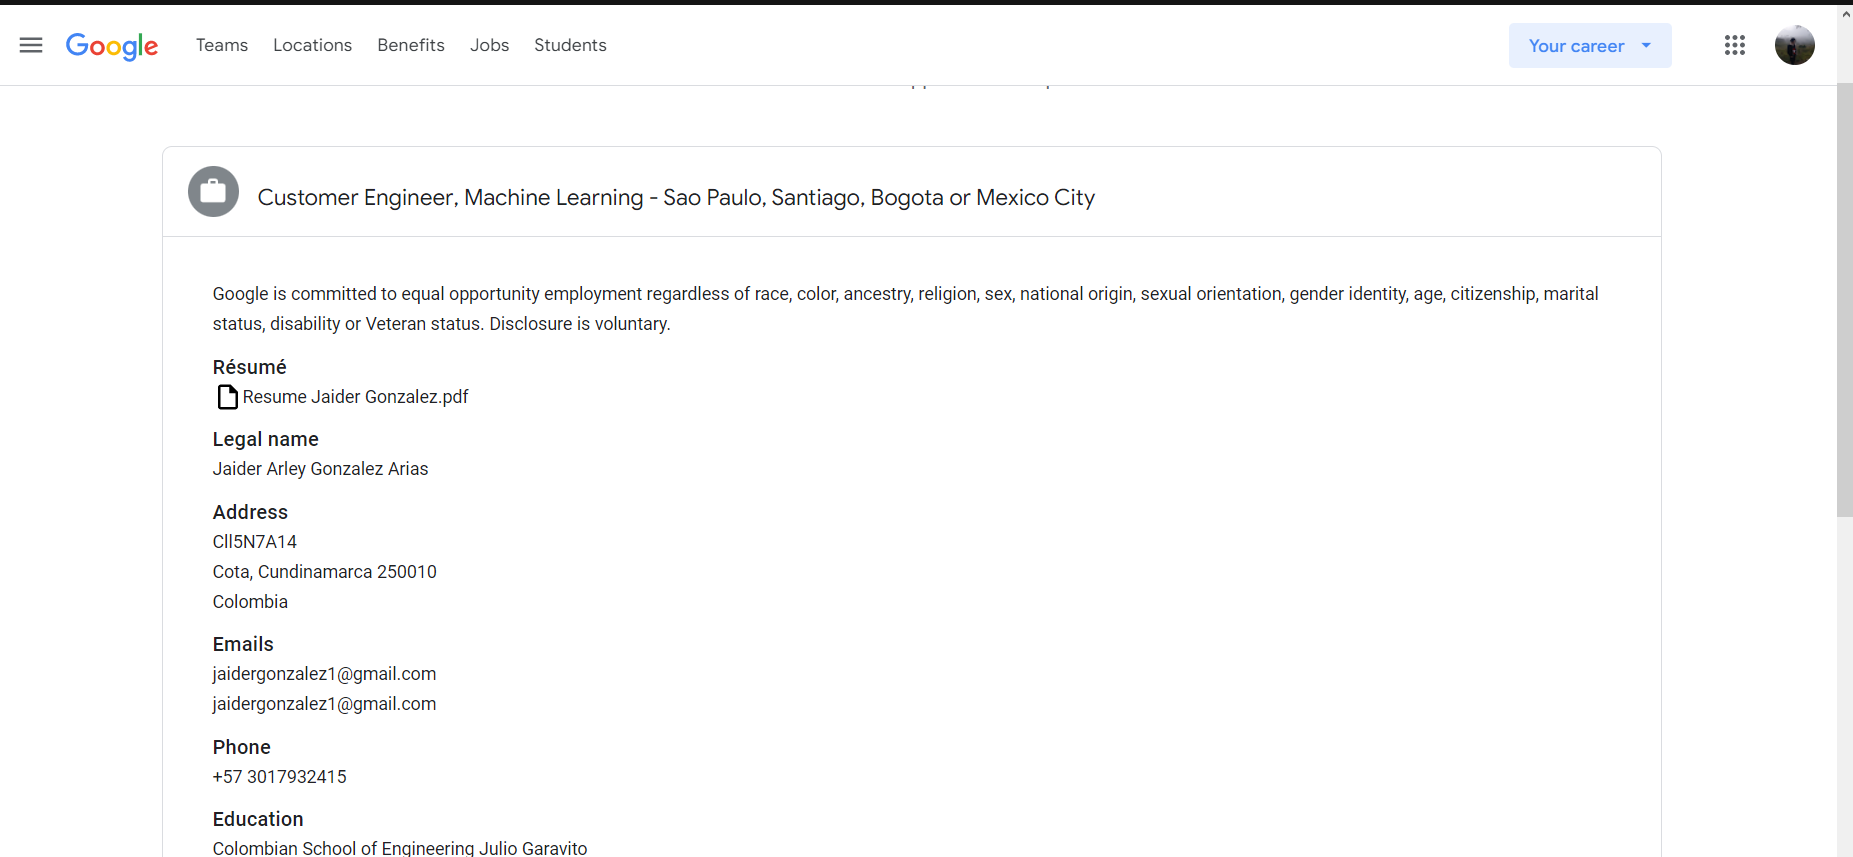 Google
Teams Locations Benefits Jobs Students
Your career
Customer Engineer, Machine Learning - Sao Paulo, Santiago, Bogota or Mexico City
Google is committed to equal opportunity employment regardless of race, color, ancestry, religion, sex, national origin, sexual orientation, gender identity, age, citizenship, marital
status, disability or Veteran status. Disclosure is voluntary.
Résumé
Resume Jaider Gonzalez.pdf
Legal name
Jaider Arley Gonzalez Arias
Address
Cll5N7A14
Cota, Cundinamarca 250010
Colombia
Emails
jaidergonzalez1@gmail.com
jaidergonzalez1@gmail.com
Phone
+57 3017932415
Education
Colombian School of Engineering Julio Garavito